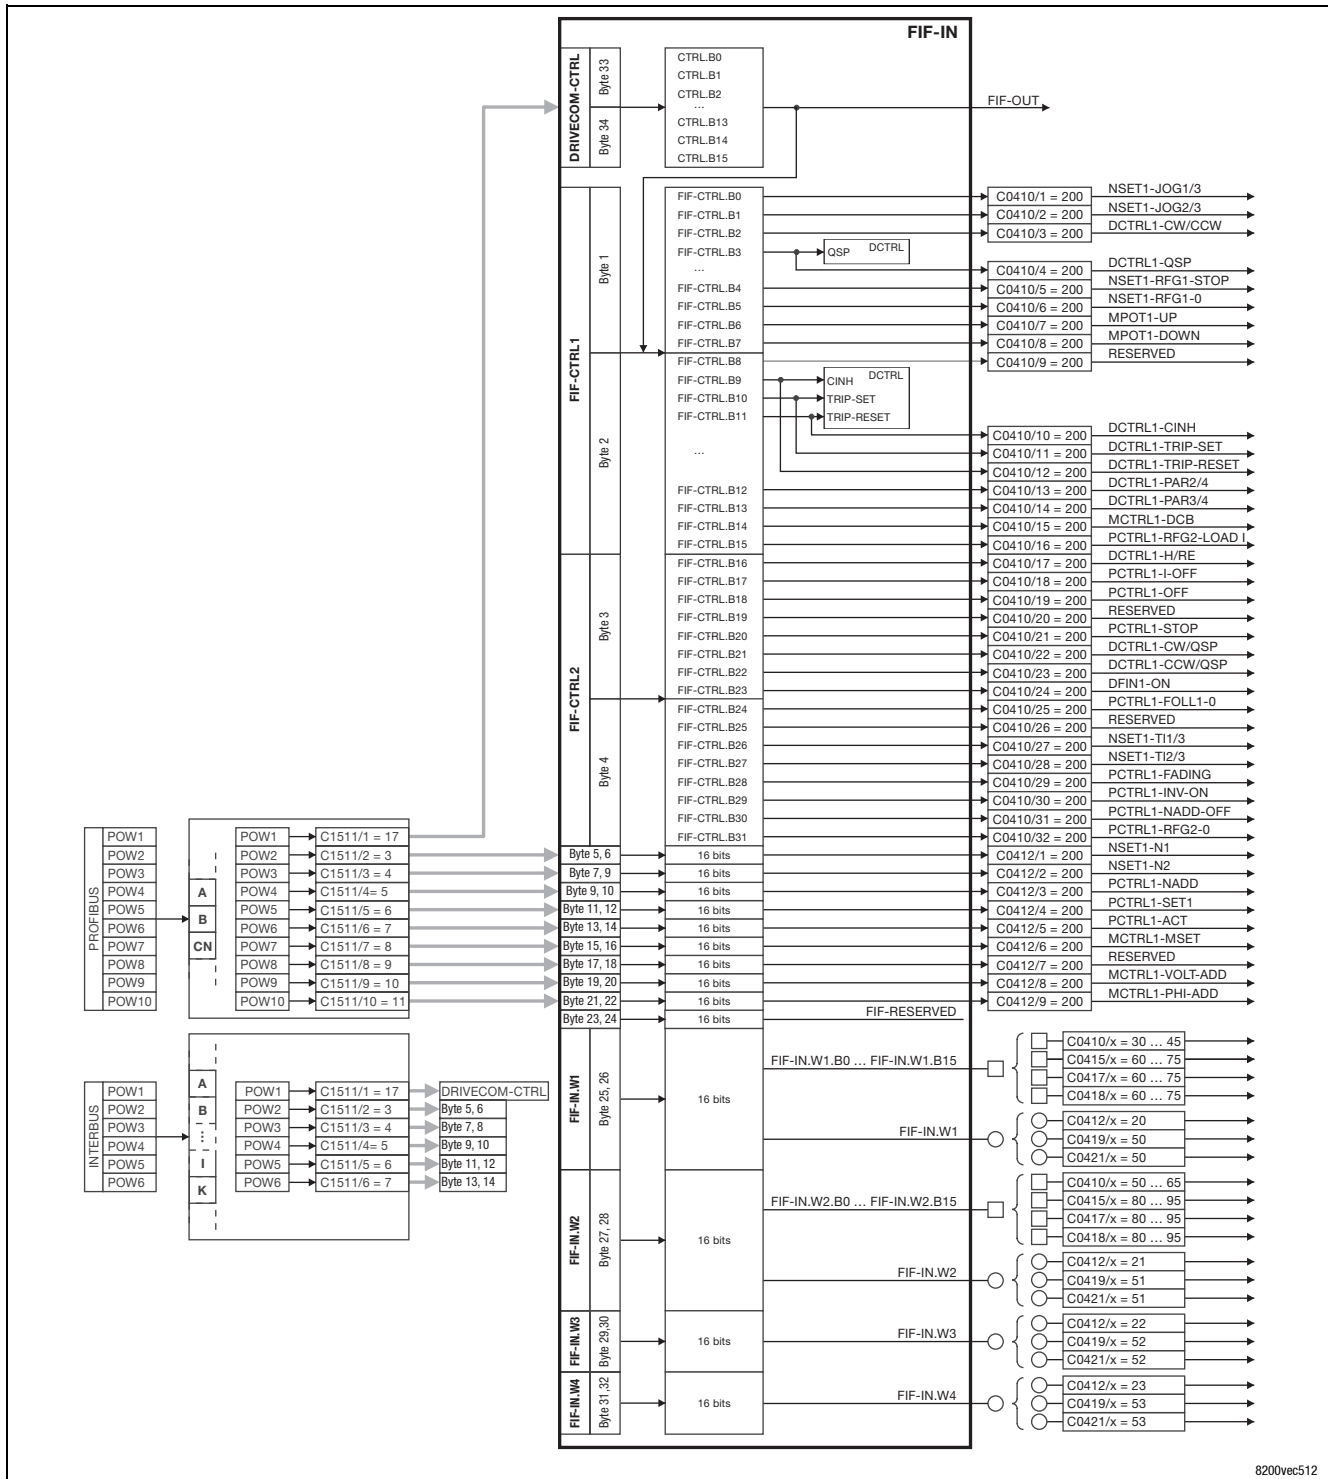 FIF-IN
DRIVECOM-CTRL
Byte 33
Byte 34
CTRL.B0
CTRL.B1
CTRL.B2
...
CTRL.B13
CTRL.B14
CTRL.B15
FIF-OUT
FIF-CTRL1
Byte 1
Byte 2
FIF-CTRL.B0
C0410/1 = 200
NSET1-JOG1/3
FIF-CTRL.B1
C0410/2 = 200
NSET1-JOG2/3
FIF-CTRL.B2
C0410/3 = 200
DCTRL1-CW/CCW
FIF-CTRL.B3
QSP
DCTRL
...
C0410/4 = 200
DCTRL1-QSP
FIF-CTRL.B4
C0410/5 = 200
NSET1-RFG1-STOP
FIF-CTRL.B5
C0410/6 = 200
NSET1-RFG1-0
FIF-CTRL.B6
C0410/7 = 200
MPOT1-UP
FIF-CTRL.B7
C0410/8 = 200
MPOT1-DOWN
FIF-CTRL.B8
C0410/9 = 200
RESERVED
FIF-CTRL.B9
CINH
DCTRL
FIF-CTRL.B10
TRIP-SET
FIF-CTRL.B11
TRIP-RESET
C0410/10 = 200
DCTRL1-CINH
...
C0410/11 = 200
DCTRL1-TRIP-SET
C0410/12 = 200
DCTRL1-TRIP-RESET
FIF-CTRL.B12
C0410/13 = 200
DCTRL1-PAR2/4
FIF-CTRL.B13
C0410/14 = 200
DCTRL1-PAR3/4
FIF-CTRL.B14
C0410/15 = 200
MCTRL1-DCB
FIF-CTRL.B15
C0410/16 = 200
PCTRL1-RFG2-LOAD I
FIF-CTRL2
Byte 3
Byte 4
FIF-CTRL.B16
C0410/17 = 200
DCTRL1-H/RE
FIF-CTRL.B17
C0410/18 = 200
PCTRL1-I-OFF
FIF-CTRL.B18
C0410/19 = 200
PCTRL1-OFF
FIF-CTRL.B19
C0410/20 = 200
RESERVED
FIF-CTRL.B20
C0410/21 = 200
PCTRL1-STOP
FIF-CTRL.B21
C0410/22 = 200
DCTRL1-CW/QSP
FIF-CTRL.B22
C0410/23 = 200
DCTRL1-CCW/QSP
FIF-CTRL.B23
C0410/24 = 200
DFIN1-ON
FIF-CTRL.B24
C0410/25 = 200
PCTRL1-FOLL1-0
FIF-CTRL.B25
C0410/26 = 200
RESERVED
FIF-CTRL.B26
C0410/27 = 200
NSET1-TI1/3
FIF-CTRL.B27
C0410/28 = 200
NSET1-TI2/3
FIF-CTRL.B28
C0410/29 = 200
PCTRL1-FADING
FIF-CTRL.B29
C0410/30 = 200
PCTRL1-INV-ON
FIF-CTRL.B30
C0410/31 = 200
PCTRL1-NADD-OFF
FIF-CTRL.B31
C0410/32 = 200
PCTRL1-RFG2-0
PROFIBUS
POW1
POW2
POW3
POW4
POW5
POW6
POW7
POW8
POW9
POW10
A
B
CN
POW1
C1511/1 = 17
POW2
C1511/2 = 3
POW3
C1511/3 = 4
POW4
C1511/4= 5
POW5
C1511/5 = 6
POW6
C1511/6 = 7
POW7
C1511/7 = 8
POW8
C1511/8 = 9
POW9
C1511/9 = 10
POW10
C1511/10 = 11
Byte 5, 6
16 bits
C0412/1 = 200
NSET1-N1
Byte 7, 9
16 bits
C0412/2 = 200
NSET1-N2
Byte 9, 10
16 bits
C0412/3 = 200
PCTRL1-NADD
Byte 11, 12
16 bits
C0412/4 = 200
PCTRL1-SET1
Byte 13, 14
16 bits
C0412/5 = 200
PCTRL1-ACT
Byte 15, 16
16 bits
C0412/6 = 200
MCTRL1-MSET
Byte 17, 18
16 bits
C0412/7 = 200
RESERVED
Byte 19, 20
16 bits
C0412/8 = 200
MCTRL1-VOLT-ADD
Byte 21, 22
16 bits
C0412/9 = 200
MCTRL1-PHI-ADD
Byte 23, 24
16 bits
FIF-RESERVED
INTERBUS
POW1
POW2
POW3
POW4
POW5
POW6
A
B
...
I
K
POW1
C1511/1 = 17
DRIVECOM-CTRL
POW2
C1511/2 = 3
Byte 5, 6
POW3
C1511/3 = 4
Byte 7, 8
POW4
C1511/4= 5
Byte 9, 10
POW5
C1511/5 = 6
Byte 11, 12
POW6
C1511/6 = 7
Byte 13, 14
FIF-IN.W1
Byte 25, 26
16 bits
FIF-IN.W1.B0 ... FIF-IN.W1.B15
C0410/x = 30 ... 45
C0415/x = 60 ... 75
C0417/x = 60 ... 75
C0418/x = 60 ... 75
FIF-IN.W1
C0412/x = 20
C0419/x = 50
C0421/x = 50
FIF-IN.W2
Byte 27, 28
16 bits
FIF-IN.W2.B0 ... FIF-IN.W2.B15
C0410/x = 50 ... 65
C0415/x = 80 ... 95
C0417/x = 80 ... 95
C0418/x = 80 ... 95
FIF-IN.W2
C0412/x = 21
C0419/x = 51
C0421/x = 51
FIF-IN.W3
Byte 29,30
16 bits
FIF-IN.W3
C0412/x = 22
C0419/x = 52
C0421/x = 52
FIF-IN.W4
Byte 31,32
16 bits
FIF-IN.W4
C0412/x = 23
C0419/x = 53
C0421/x = 53
8200vec512